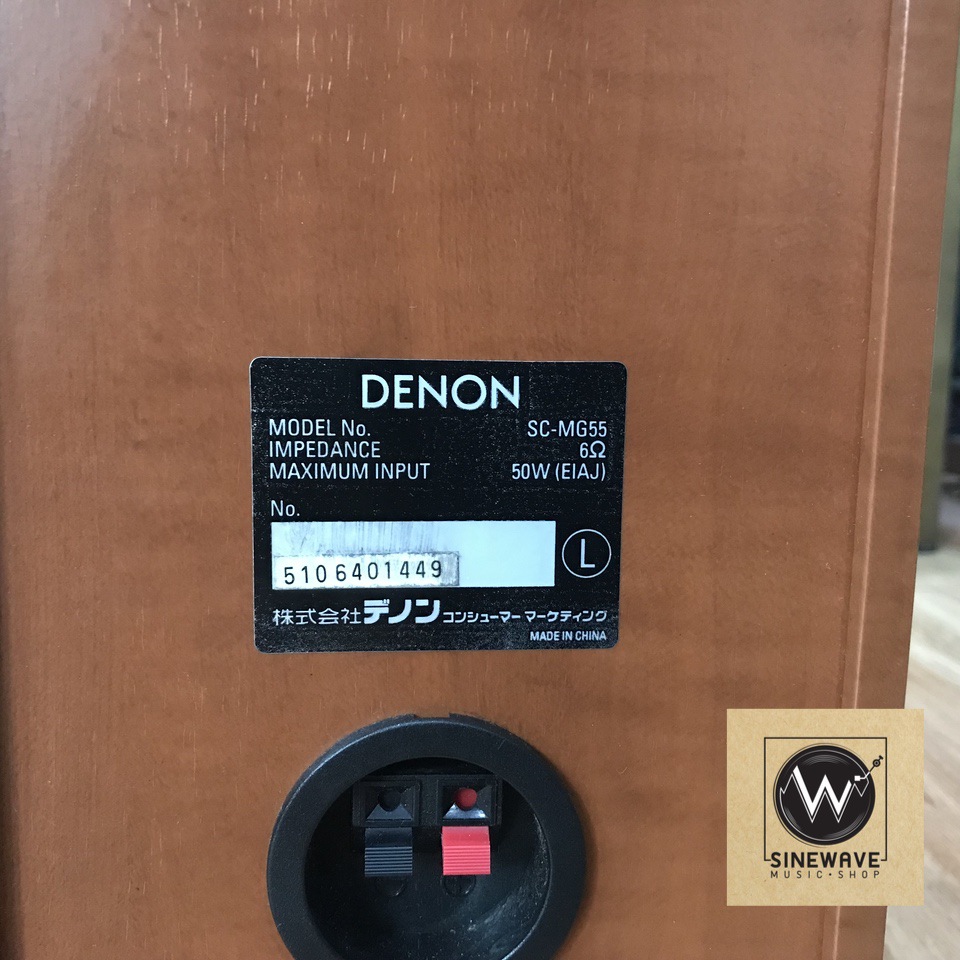 DENON
MODEL No. SC-MG55
IMPEDANCE 6Ω
MAXIMUM INPUT 50W (EIAJ)
No.
5106401449
L
株式会社デノン コンシューマー マーケティング
MADE IN CHINA
W
SINEWAVE
MUSIC•SHOP